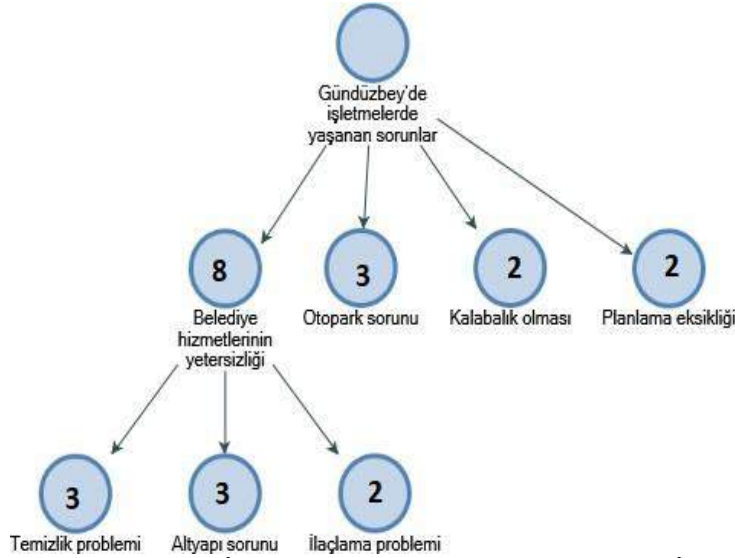 Gündüzbey'de
işletmelerde
yaşanan sorunlar
8
3
2
2
Belediye
hizmetlerinin
yetersizliği
Otopark sorunu
Kalabalık olması
Planlama eksikliği
3
3
2
Temizlik problemi
Altyapı sorunu
İlaçlama problemi